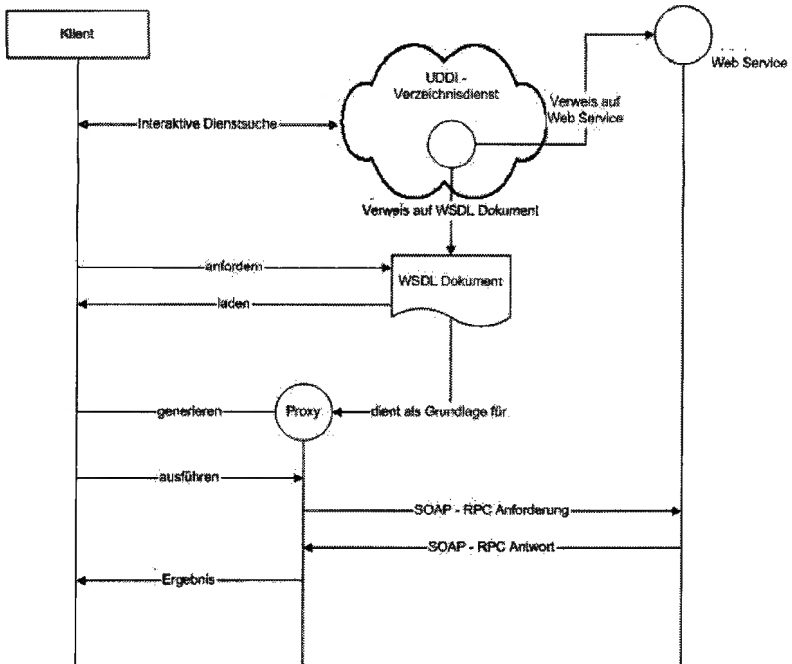 Klient
UDDI -
Verzeichnisdienst
Web Service
Verweis auf
Web Service
Interaktive Dienstsuche
Verweis auf WSDL Dokument
anfordern
WSDL Dokument
laden
generieren
Proxy
dient als Grundlage für
ausführen
SOAP - RPC Anforderung
SOAP - RPC Antwort
Ergebnis